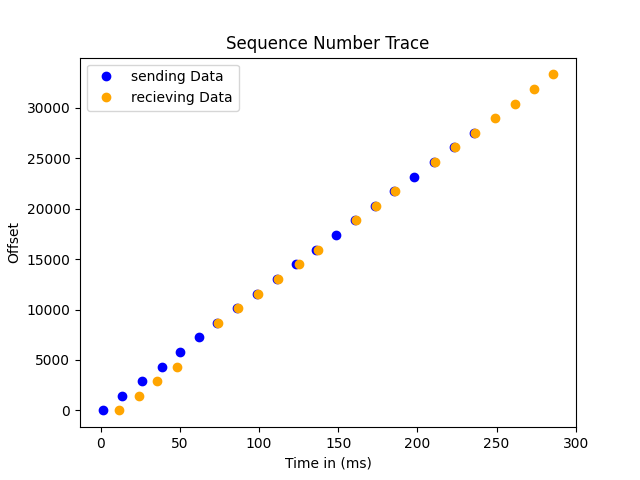 Sequence Number Trace
sending Data
recieving Data
30000
25000
20000
15000
10000
5000
0
Offset
0 50 100 150 200 250 300
Time in (ms)